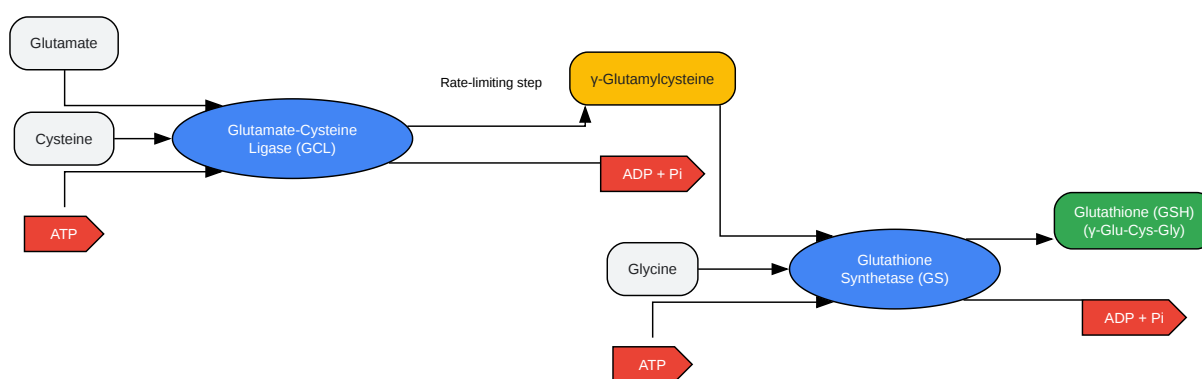 Glutamate
Rate-limiting step
γ-Glutamylcysteine
Cysteine
Glutamate-Cysteine
Ligase (GCL)
ADP + Pi
ATP
Glutathione (GSH)
(γ-Glu-Cys-Gly)
Glycine
Glutathione
Synthetase (GS)
ADP + Pi
ATP